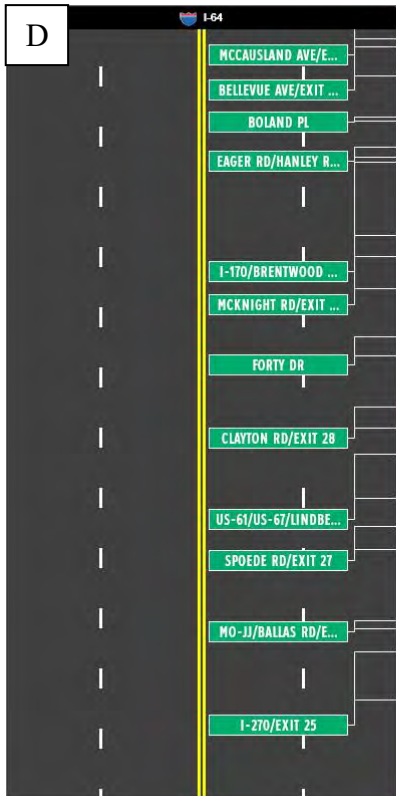 D
I-64
MCCAUSLAND AVE/E...
BELLEVUE AVE/EXIT ...
BOLAND PL
EAGER RD/HANLEY R...
I-170/BRENTWOOD ...
MCKNIGHT RD/EXIT ...
FORTY DR
CLAYTON RD/EXIT 28
US-61/US-67/LINDBE...
SPOEDE RD/EXIT 27
MO-JJ/BALLAS RD/E...
I-270/EXIT 25